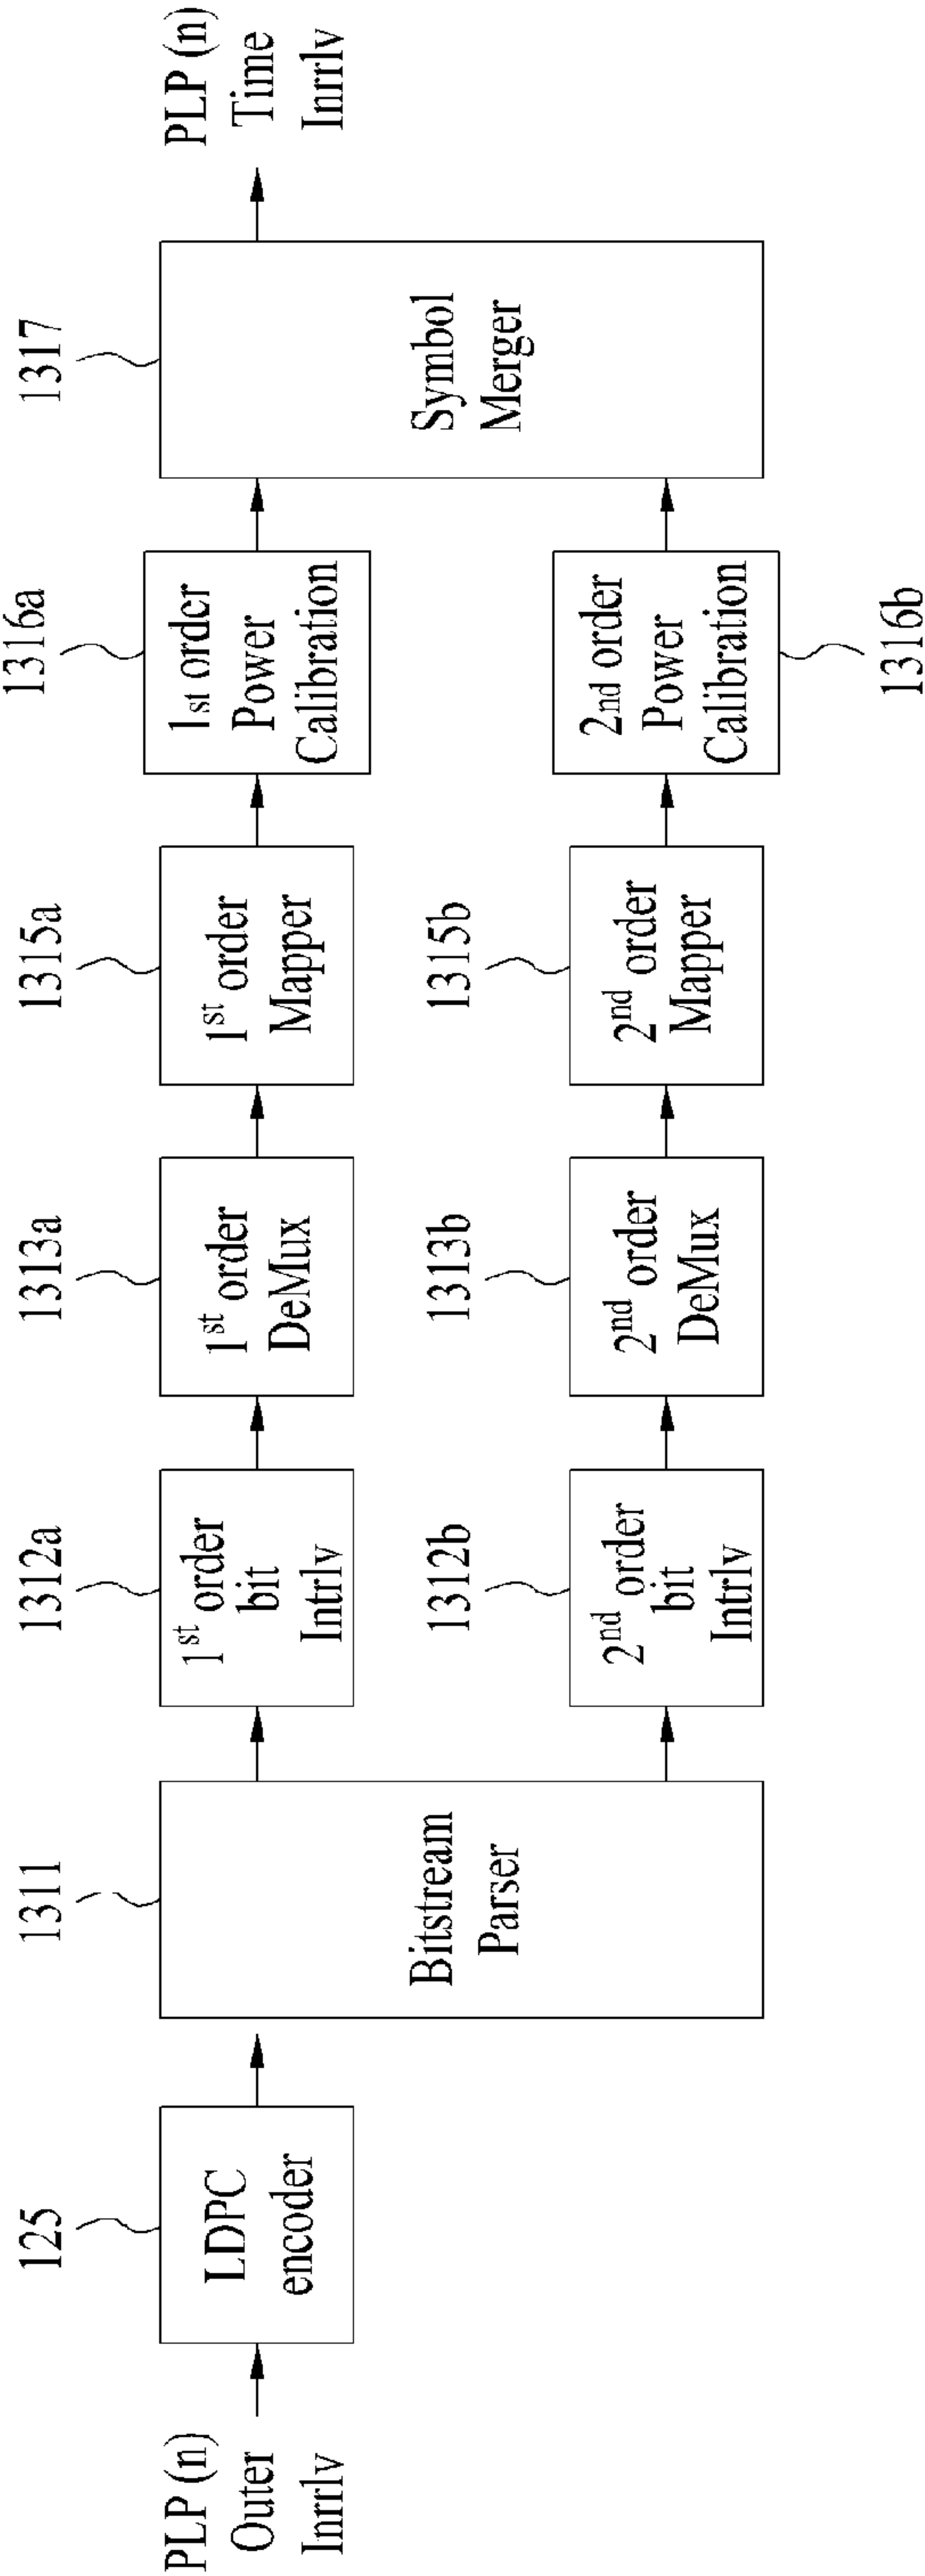 PLP (n)
Outer
Inrrlv
125
LDPC
encoder
1311
Bitstream
Parser
1312a
1st order
bit
Intrlv
1313a
1st order
DeMux
1315a
1st order
Mapper
1316a
1st order
Power
Calibration
1312b
2nd order
bit
Intrlv
1313b
2nd order
DeMux
1315b
2nd order
Mapper
2nd order
Power
Calibration
1316b
1317
Symbol
Merger
PLP (n)
Time
Inrrlv